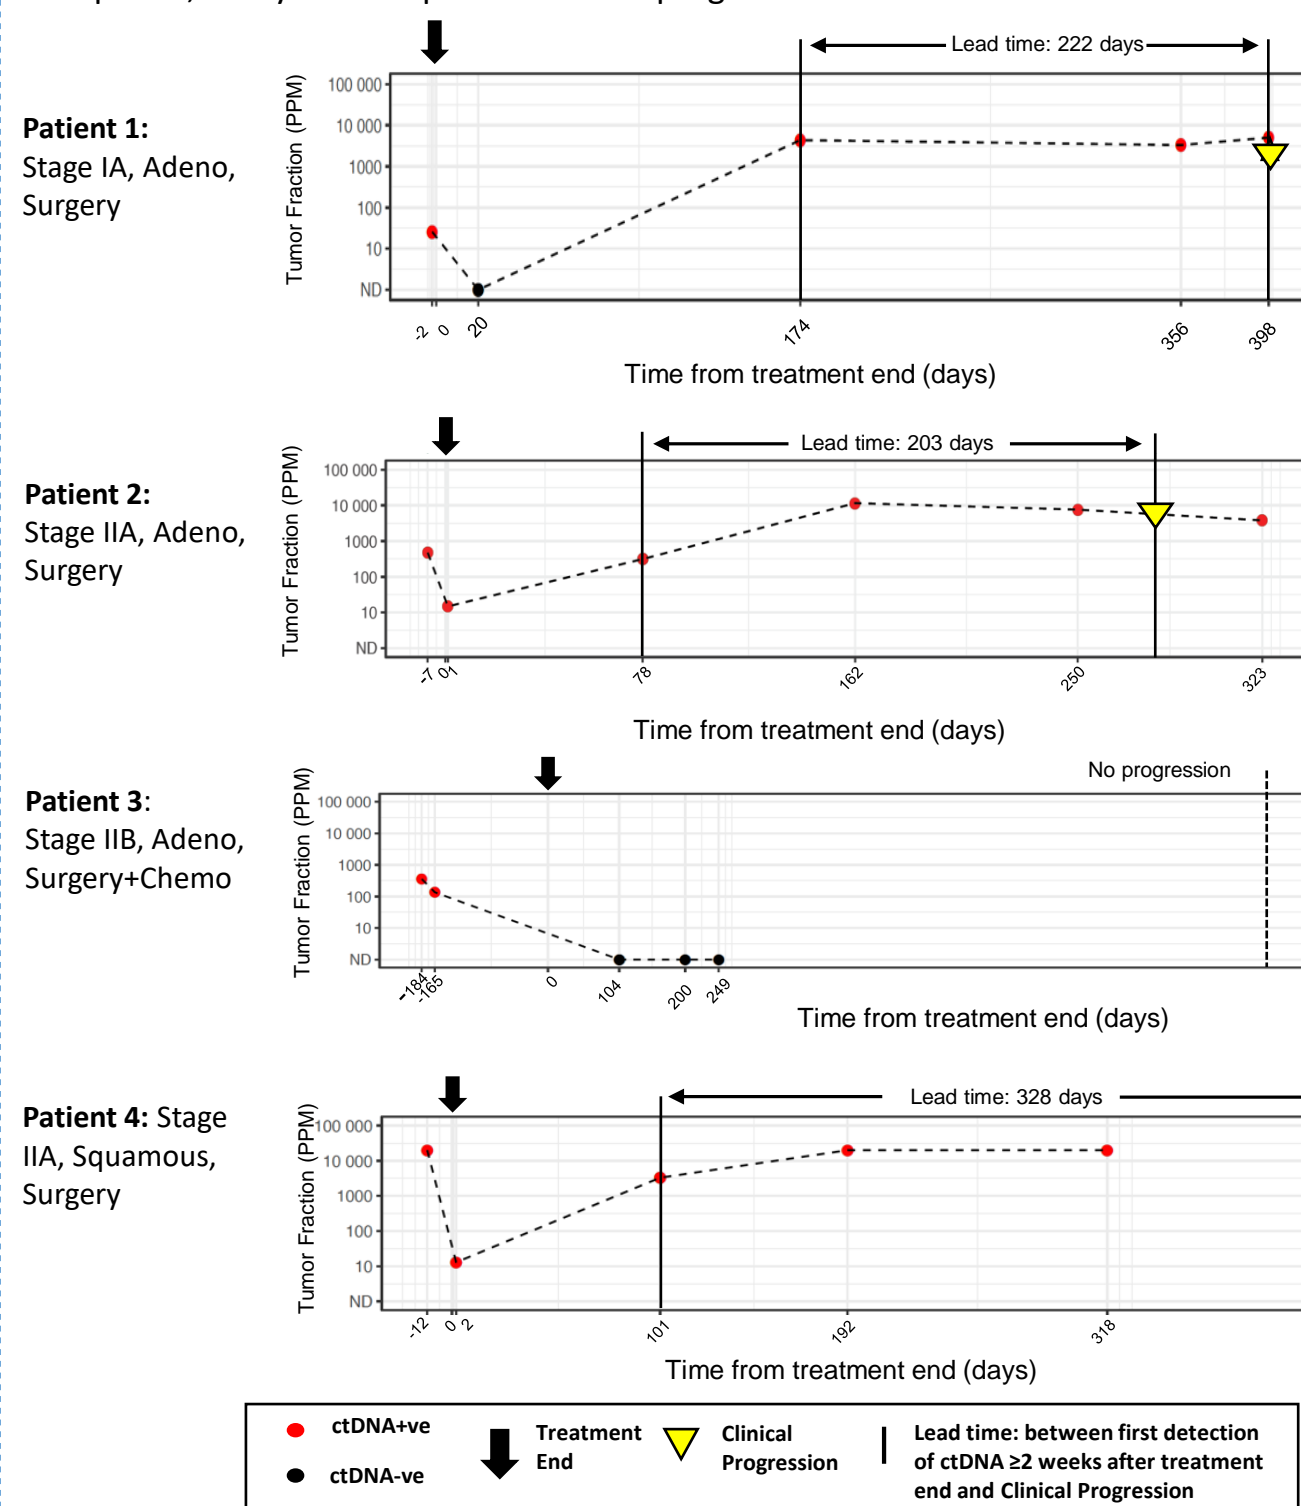 Lead time: 222 days
Patient 1:
Stage IA, Adeno,
Surgery
Tumor Fraction (PPM)
100 000
10 000
1000
100
10
ND
-2 0 20 174 356 398
Time from treatment end (days)
Lead time: 203 days
Patient 2:
Stage IIA, Adeno,
Surgery
Tumor Fraction (PPM)
100 000
10 000
1000
100
10
ND
-7 0 1 78 162 250 323
Time from treatment end (days)
No progression
Patient 3:
Stage IIB, Adeno,
Surgery+Chemo
Tumor Fraction (PPM)
100 000
10 000
1000
100
10
ND
-184 -165 0 104 200 249
Time from treatment end (days)
Lead time: 328 days
Patient 4: Stage
IIA, Squamous,
Surgery
Tumor Fraction (PPM)
100 000
10 000
1000
100
10
ND
-12 0 2 101 192 318
Time from treatment end (days)
ctDNA+ve
ctDNA-ve
Treatment
End
Clinical
Progression
Lead time: between first detection
of ctDNA ≥2 weeks after treatment
end and Clinical Progression